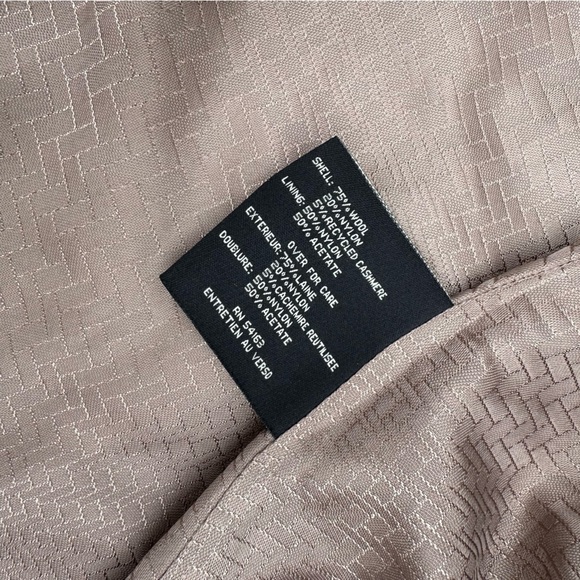 SHELL: 75% WOOL
20% NYLON
5% RECYCLED CASHMERE
LINING: 50% NYLON
50% ACETATE
OVER FOR CARE
EXTERIEUR: 75% LAINE
20% NYLON
5% CACHEMIRE REUTILISEE
DOUBLURE: 50% NYLON
50% ACETATE
RN 54163
ENTRETIEN AU VERSO